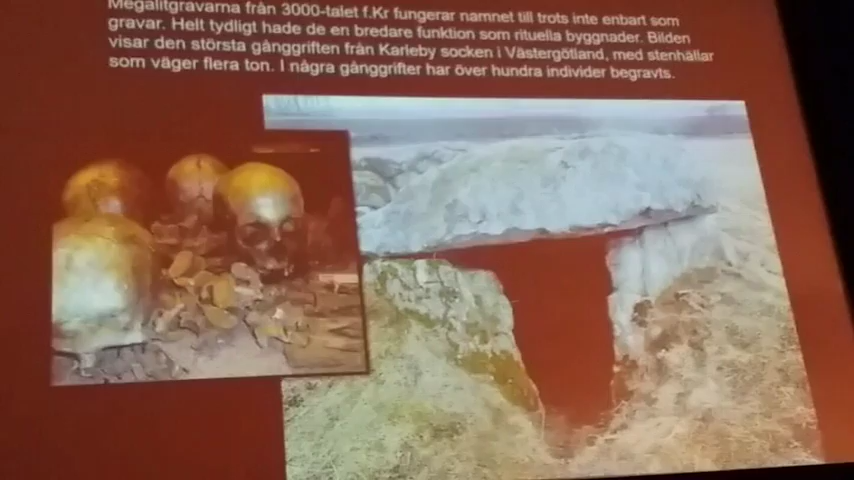 Megalitgravarna från 3000-talet f.Kr fungerar namnet till trots inte enbart som
gravar. Helt tydligt hade de en bredare funktion som rituella byggnader. Bilden
visar den största gånggriften från Karleby socken i Västergötland, med stenhällar
som väger flera ton. I några gånggrifter har över hundra individer begravts.